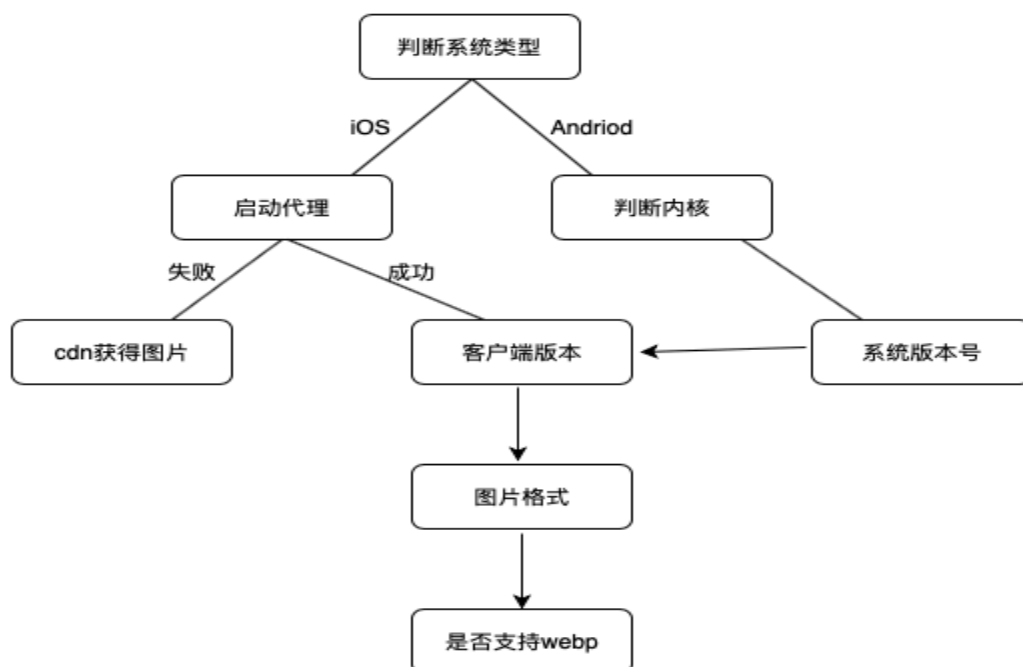 判断系统类型
iOS
Andriod
启动代理
判断内核
失败
成功
cdn获得图片
客户端版本
系统版本号
图片格式
是否支持webp